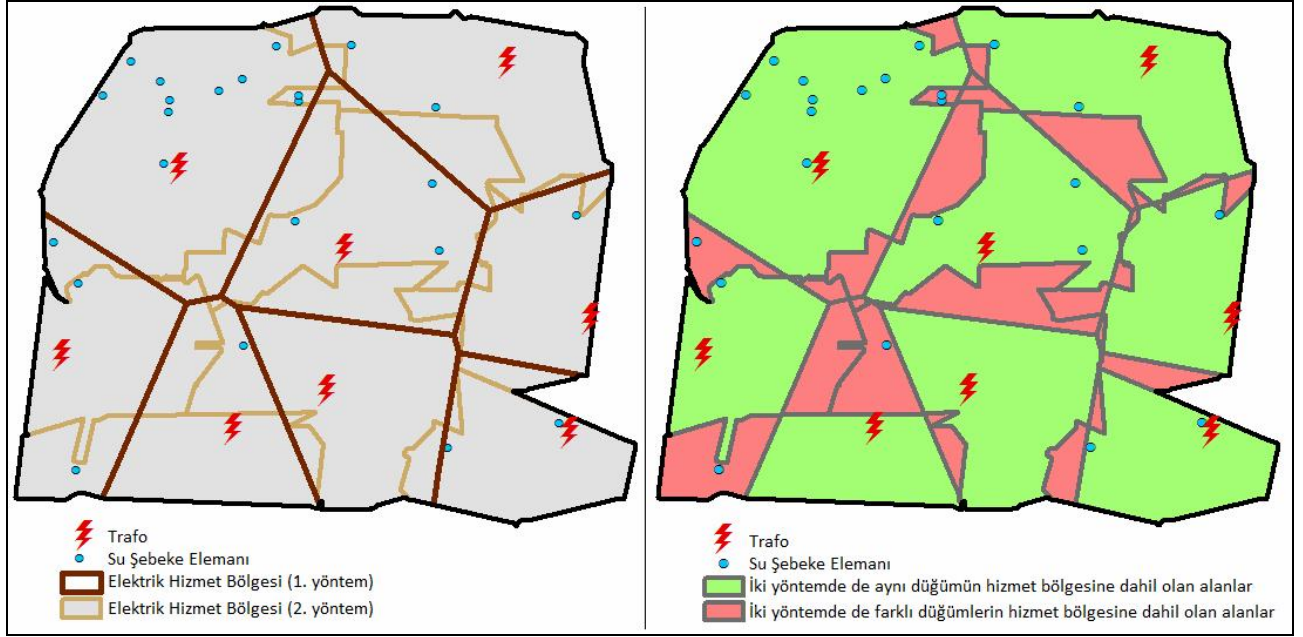 Trafo
Su Şebeke Elemanı
Elektrik Hizmet Bölgesi (1. yöntem)
Elektrik Hizmet Bölgesi (2. yöntem)
Trafo
Su Şebeke Elemanı
İki yöntemde de aynı düğümün hizmet bölgesine dahil olan alanlar
İki yöntemde de farklı düğümlerin hizmet bölgesine dahil olan alanlar